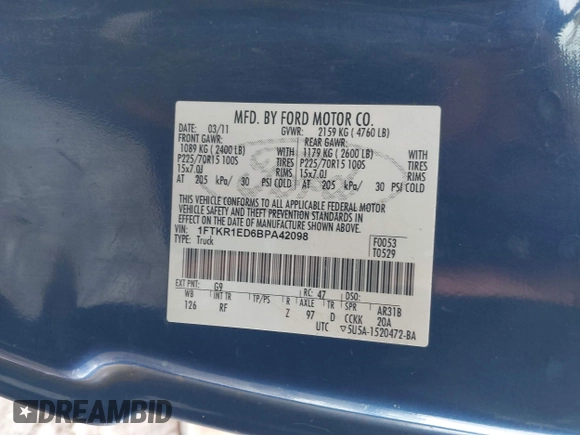 MFD. BY FORD MOTOR CO.
DATE: 03/11 GVWR: 2159 KG ( 4760 LB)
FRONT GAWR: REAR GAWR:
1089 KG ( 2400 LB) 1179 KG ( 2600 LB)
P225/70R15 100S TIRES P225/70R15 100S TIRES
15x7.0J RIMS 15x7.0J RIMS
AT 205 kPa/ 30 PSI COLD AT 205 kPa/ 30 PSI COLD
THIS VEHICLE CONFORMS TO ALL APPLICABLE FEDERAL MOTOR
VEHICLE SAFETY AND THEFT PREVENTION STANDARDS IN
EFFECT ON THE DATE OF MANUFACTURE SHOWN ABOVE.
VIN: 1FTKR1ED6BPA42098
TYPE: Truck
F0053
T0529
EXT PNT: G9 RC: 47 DSO:
WB INT TR TP/PS R AXLE TR SPR AR31B
126 RF Z 97 D CCKK 20A
UTC ▽5U5A-1520472-BA
DREAMBID